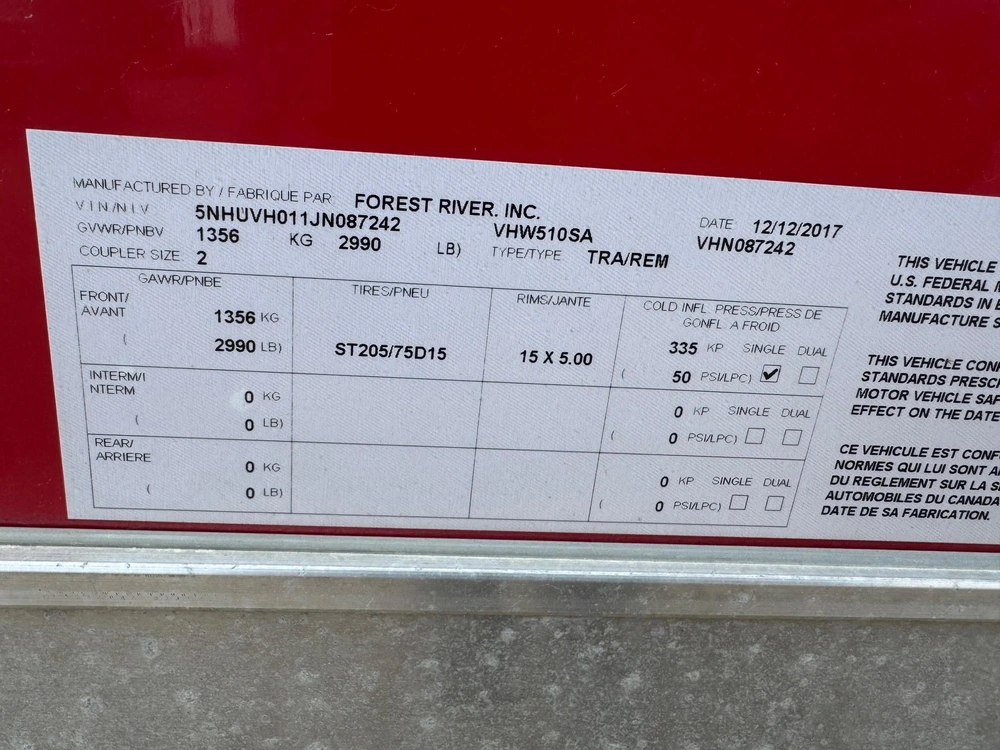 MANUFACTURED BY / FABRIQUE PAR: FOREST RIVER. INC. DATE 12/12/2017
V I N /N I V 5NHUVH011JN087242 VHW510SA VHN087242
GVWR/PNBV 1356 KG 2990 LB) TYPE/TYPE TRA/REM
COUPLER SIZE 2
GAWR/PNBE TIRES/PNEU RIMS/JANTE COLD INFL. PRESS/PRESS DE
GONFL. A FROID
FRONT/
AVANT
1356 KG 335 KP SINGLE DUAL
( 2990 LB) ST205/75D15 15 X 5.00 ( 50 PSI/LPC) ✔
INTERM/I
NTERM
0 KG 0 KP SINGLE DUAL
( 0 LB) ( 0 PSI/LPC)
REAR/
ARRIERE
0 KG 0 KP SINGLE DUAL
( 0 LB) ( 0 PSI/LPC)
THIS VEHICLE
U.S. FEDERAL
STANDARDS IN
MANUFACTURE
THIS VEHICLE
STANDARDS
MOTOR VEHICLE
EFFECT ON THE DATE
CE VEHICULE EST
NORMES QUI LUI SONT
DU REGLEMENT SUR LA
AUTOMOBILES DU CANADA
DATE DE SA FABRICATION.